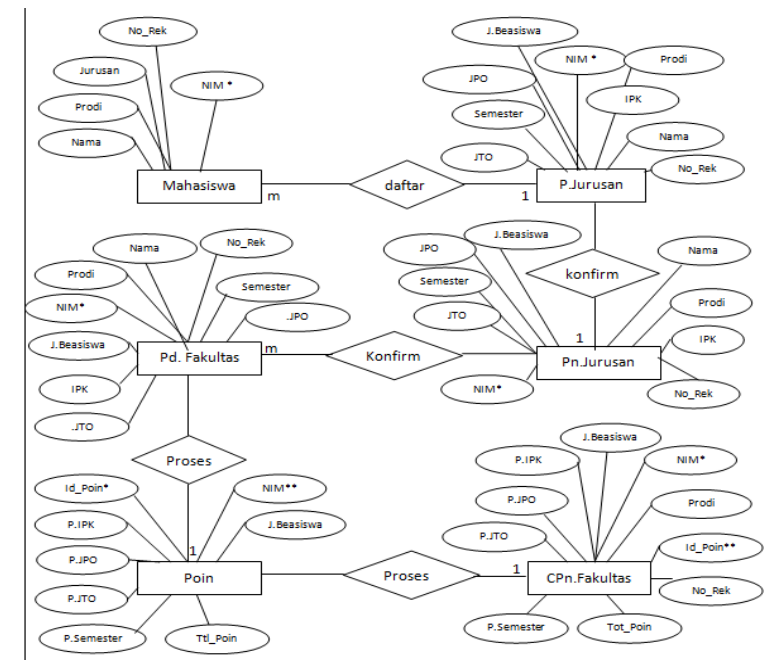 No_Rek
Jurusan
NIM *
Prodi
Nama
Mahasiswa
m
daftar
1
J.Beasiswa
NIM *
Prodi
JPO
IPK
Semester
Nama
JTO
No_Rek
P.Jurusan
konfirm
1
Nama
No_Rek
Prodi
Semester
NIM*
.JPO
J.Beasiswa
IPK
.JTO
Pd. Fakultas
m
Konfirm
J.Beasiswa
JPO
Nama
Semester
Prodi
JTO
IPK
NIM*
No_Rek
Pn.Jurusan
Proses
1
Id_Poin*
NIM**
P.IPK
J.Beasiswa
P.JPO
P.JTO
P.Semester
Ttl_Poin
Poin
Proses
1
J.Beasiswa
P.IPK
NIM*
P.JPO
Prodi
P.JTO
Id_Poin**
No_Rek
P.Semester
Tot_Poin
CPn.Fakultas